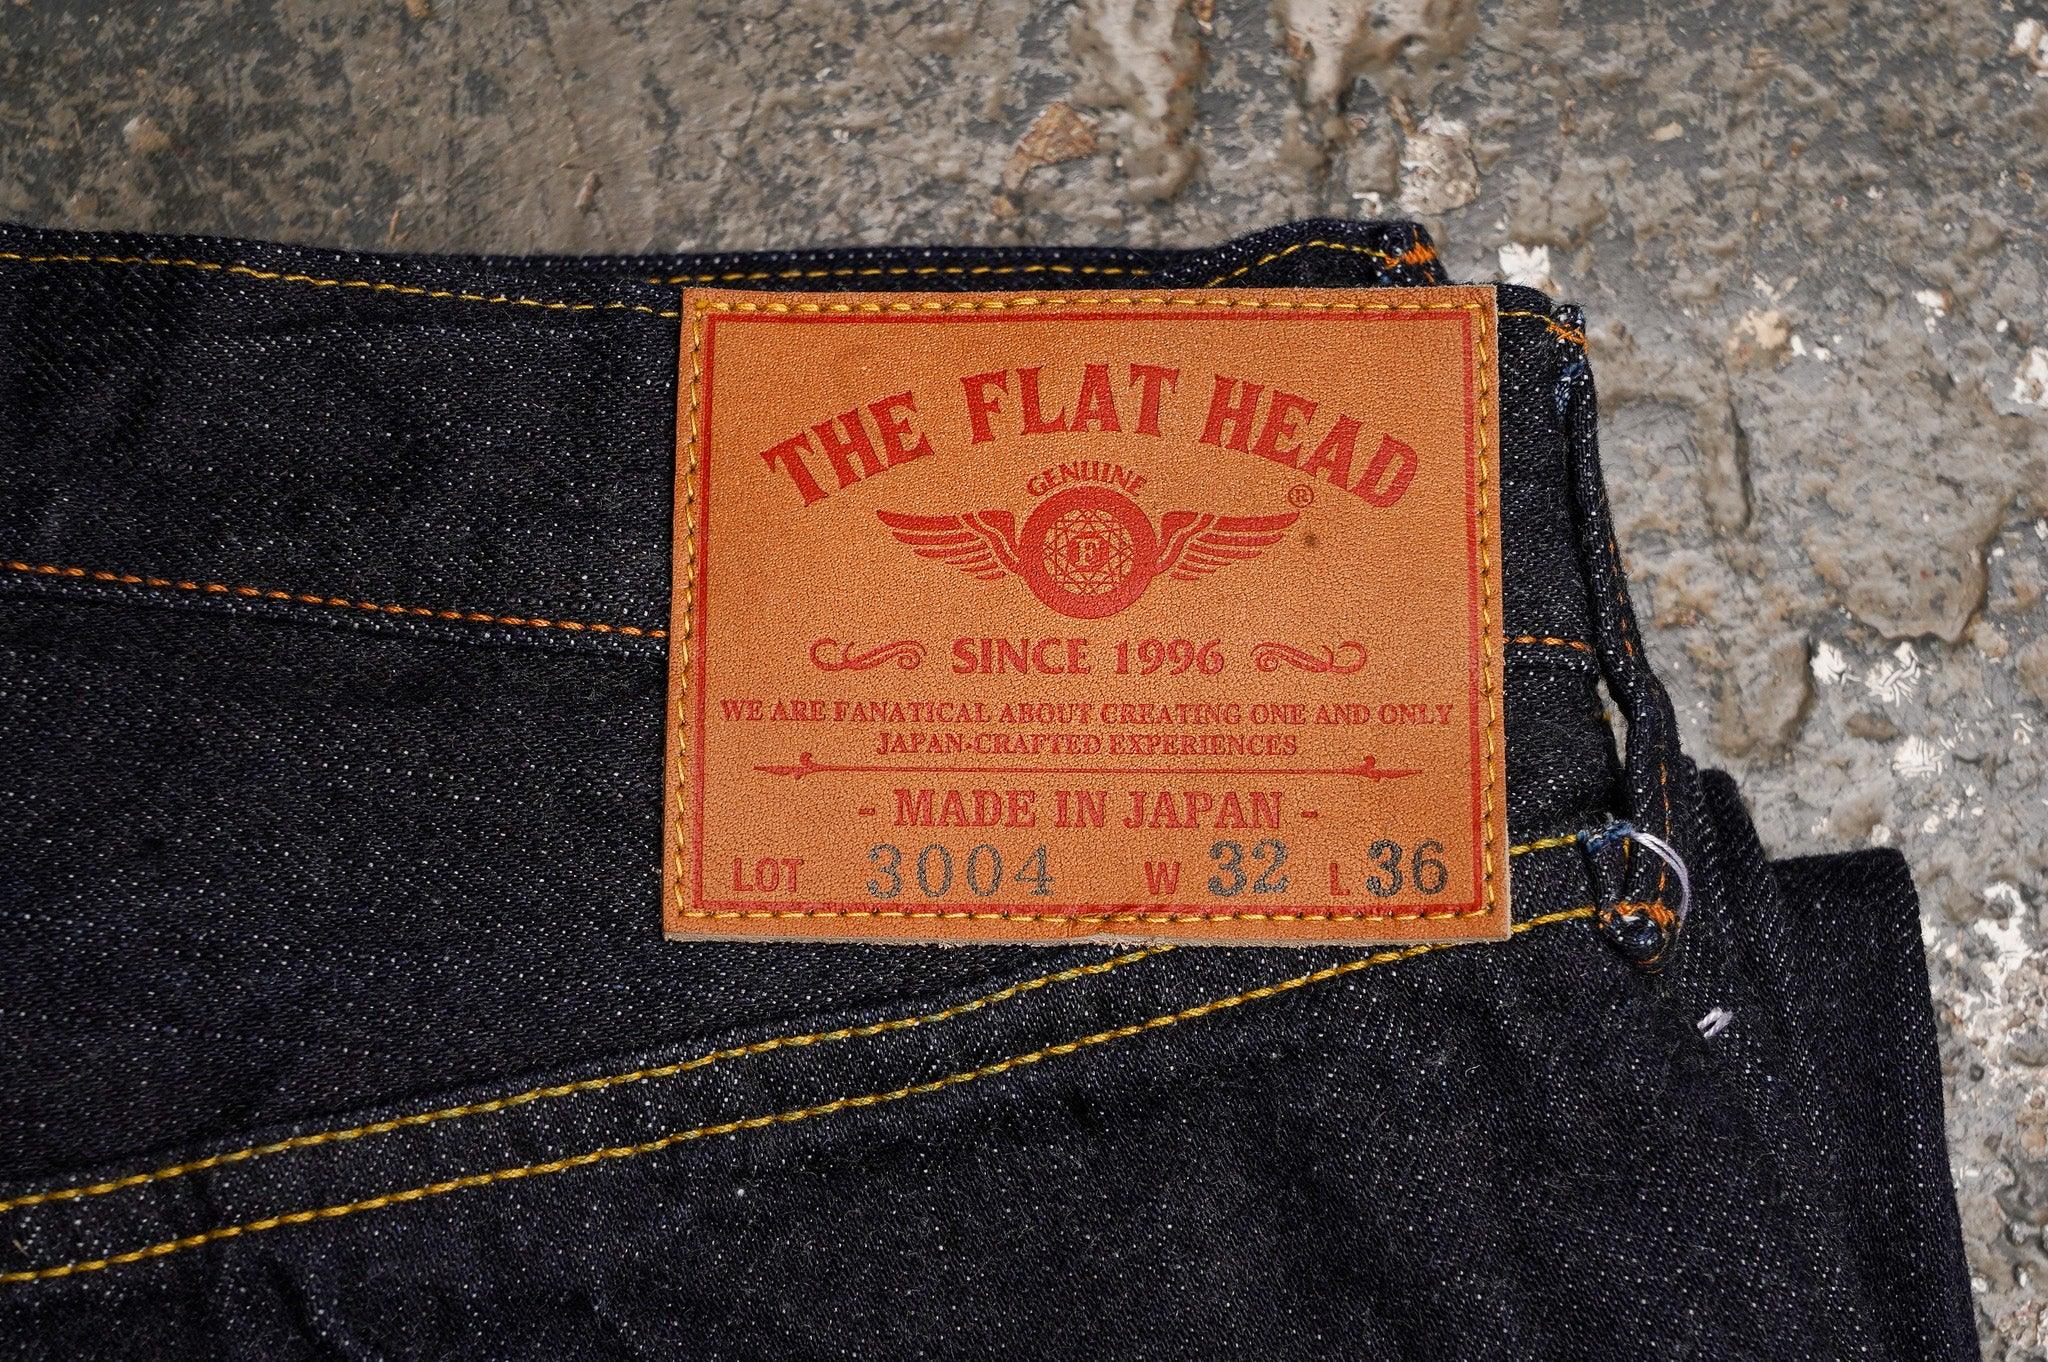 THE FLAT HEAD
GENUINE
®
F
SINCE 1996
WE ARE FANATICAL ABOUT CREATING ONE AND ONLY
JAPAN-CRAFTED EXPERIENCES
- MADE IN JAPAN -
LOT 3004 W 32 L 36